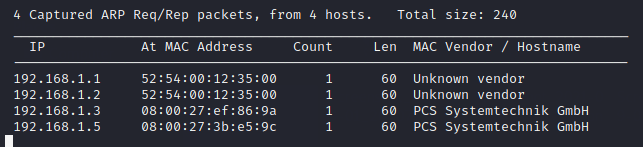 4 Captured ARP Req/Rep packets, from 4 hosts.   Total size: 240
IP            At MAC Address     Count     Len  MAC Vendor / Hostname
192.168.1.1     52:54:00:12:35:00      1      60  Unknown vendor
192.168.1.2     52:54:00:12:35:00      1      60  Unknown vendor
192.168.1.3     08:00:27:ef:86:9a      1      60  PCS Systemtechnik GmbH
192.168.1.5     08:00:27:3b:e5:9c      1      60  PCS Systemtechnik GmbH